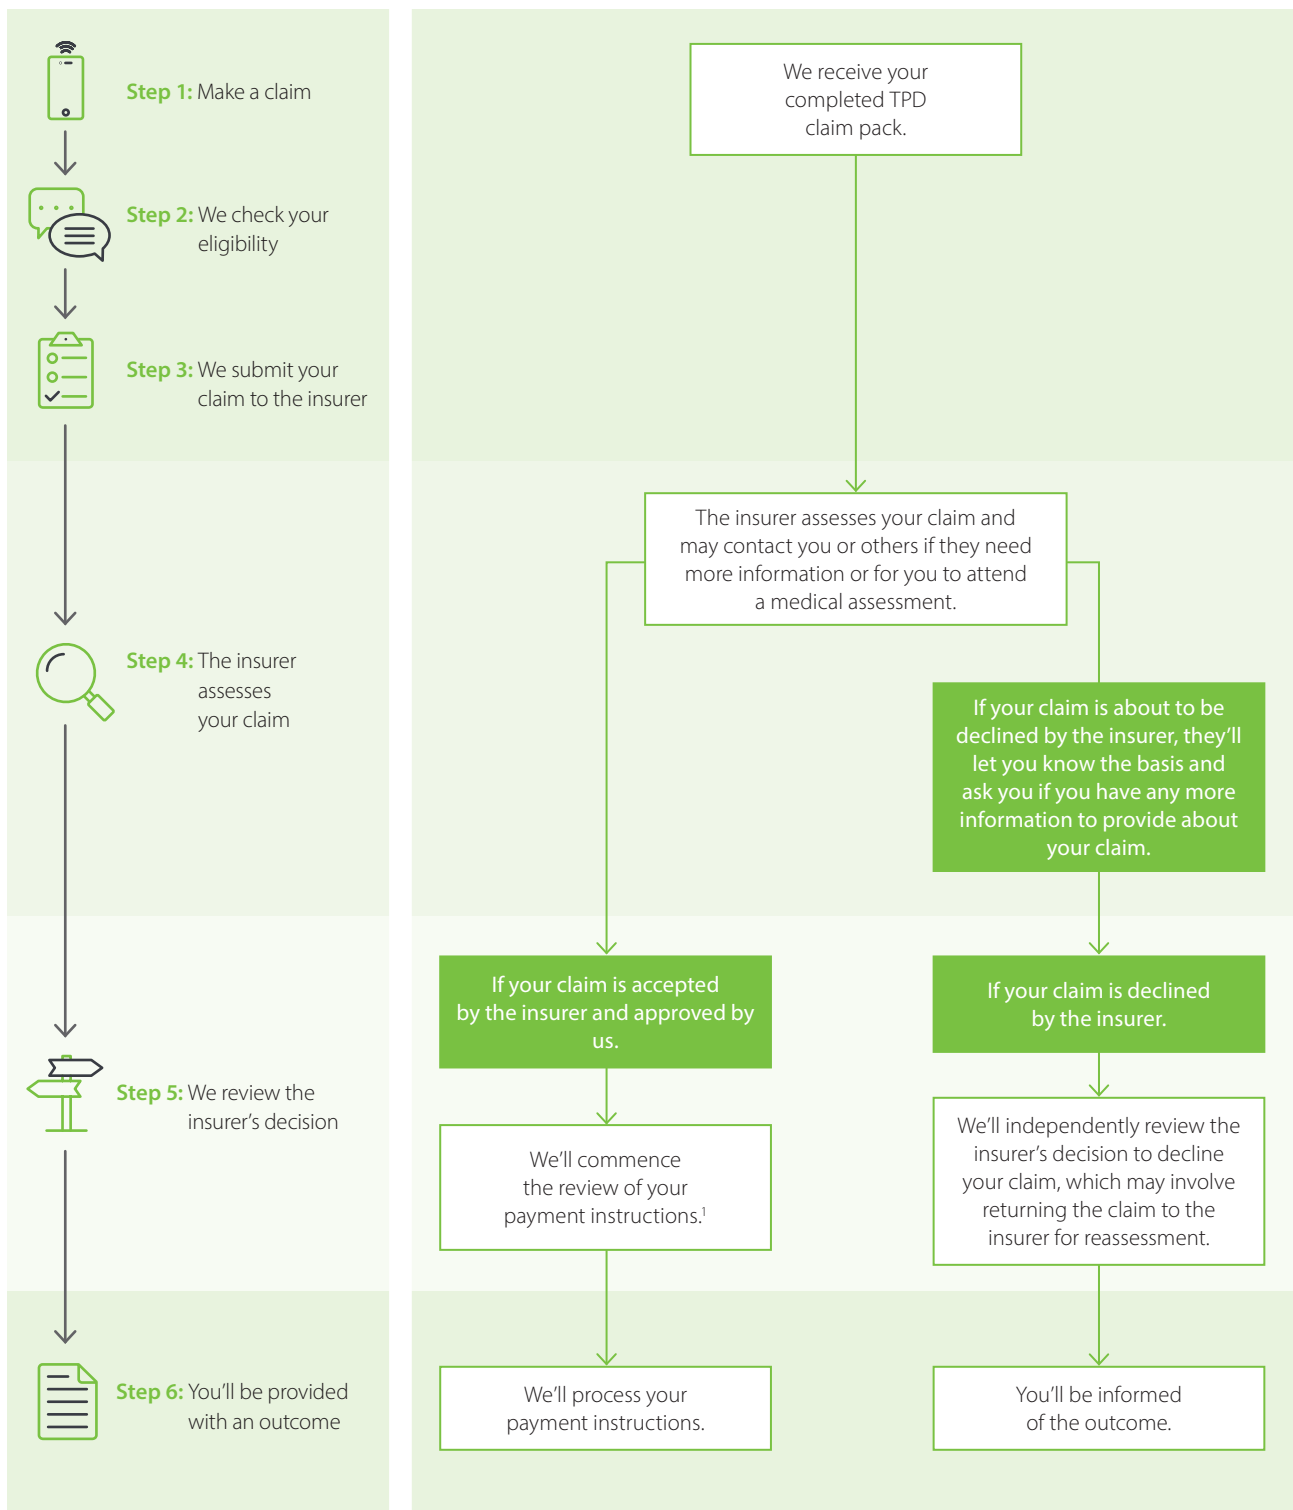 Step 1: Make a claim
Step 2: We check your
eligibility
Step 3: We submit your
claim to the insurer
Step 4: The insurer
assesses
your claim
Step 5: We review the
insurer’s decision
Step 6: You’ll be provided
with an outcome
We receive your
completed TPD
claim pack.
The insurer assesses your claim and
may contact you or others if they need
more information or for you to attend
a medical assessment.
If your claim is about to be
declined by the insurer, they’ll
let you know the basis and
ask you if you have any more
information to provide about
your claim.
If your claim is accepted
by the insurer and approved by
us.
We’ll commence
the review of your
payment instructions.¹
We’ll process your
payment instructions.
If your claim is declined
by the insurer.
We’ll independently review the
insurer’s decision to decline
your claim, which may involve
returning the claim to the
insurer for reassessment.
You’ll be informed
of the outcome.